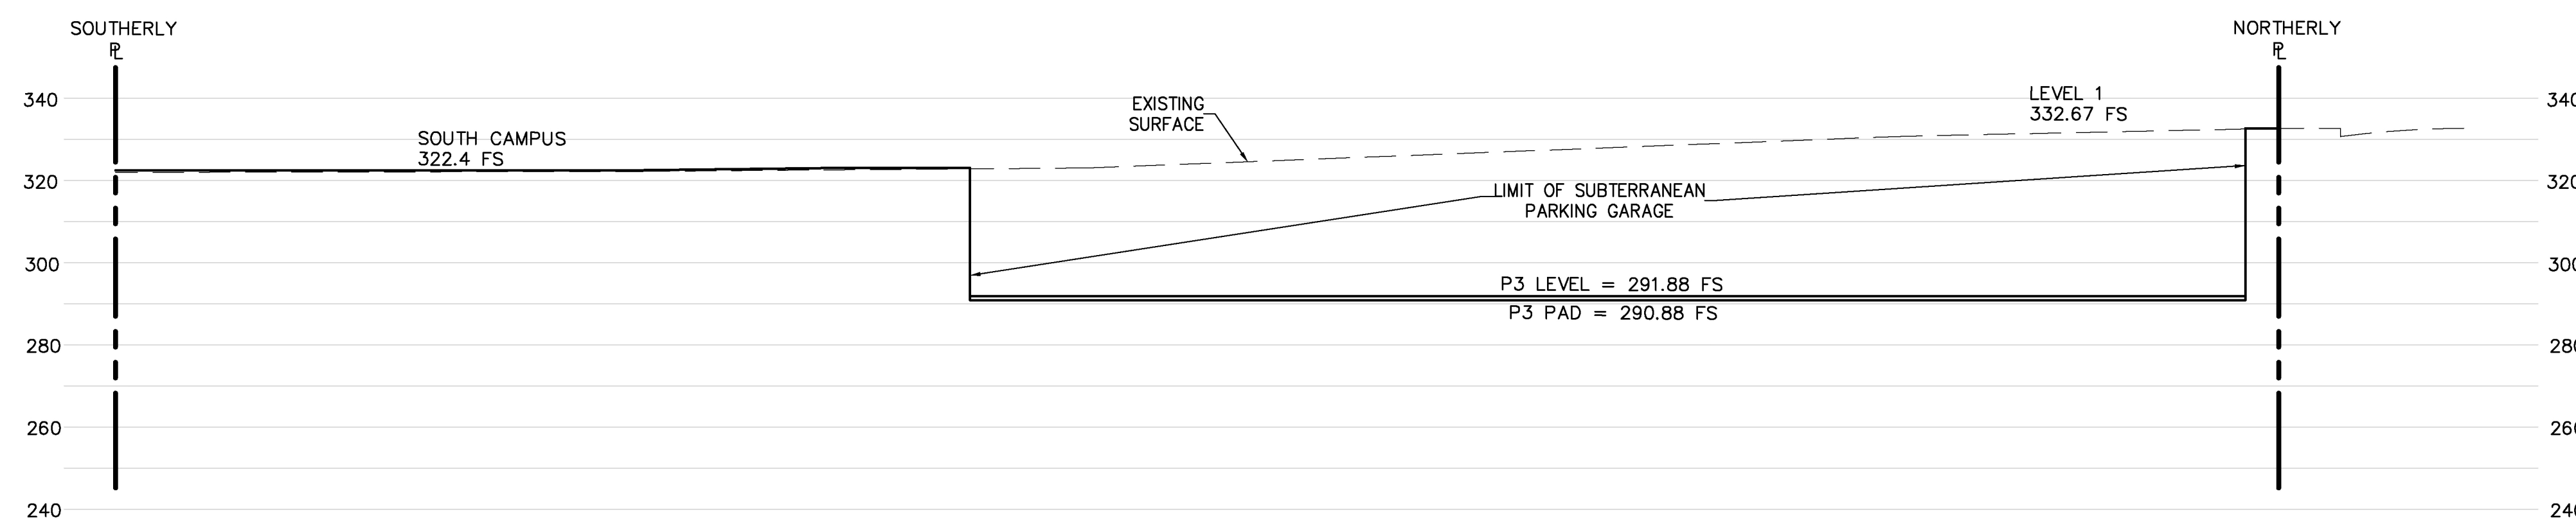 SOUTHERLY
PL
NORTHERLY
PL
340
EXISTING
SURFACE
LEVEL 1
332.67 FS
340
SOUTH CAMPUS
322.4 FS
320
LIMIT OF SUBTERRANEAN
PARKING GARAGE
320
300
300
P3 LEVEL = 291.88 FS
P3 PAD = 290.88 FS
280
280
260
260
240
240